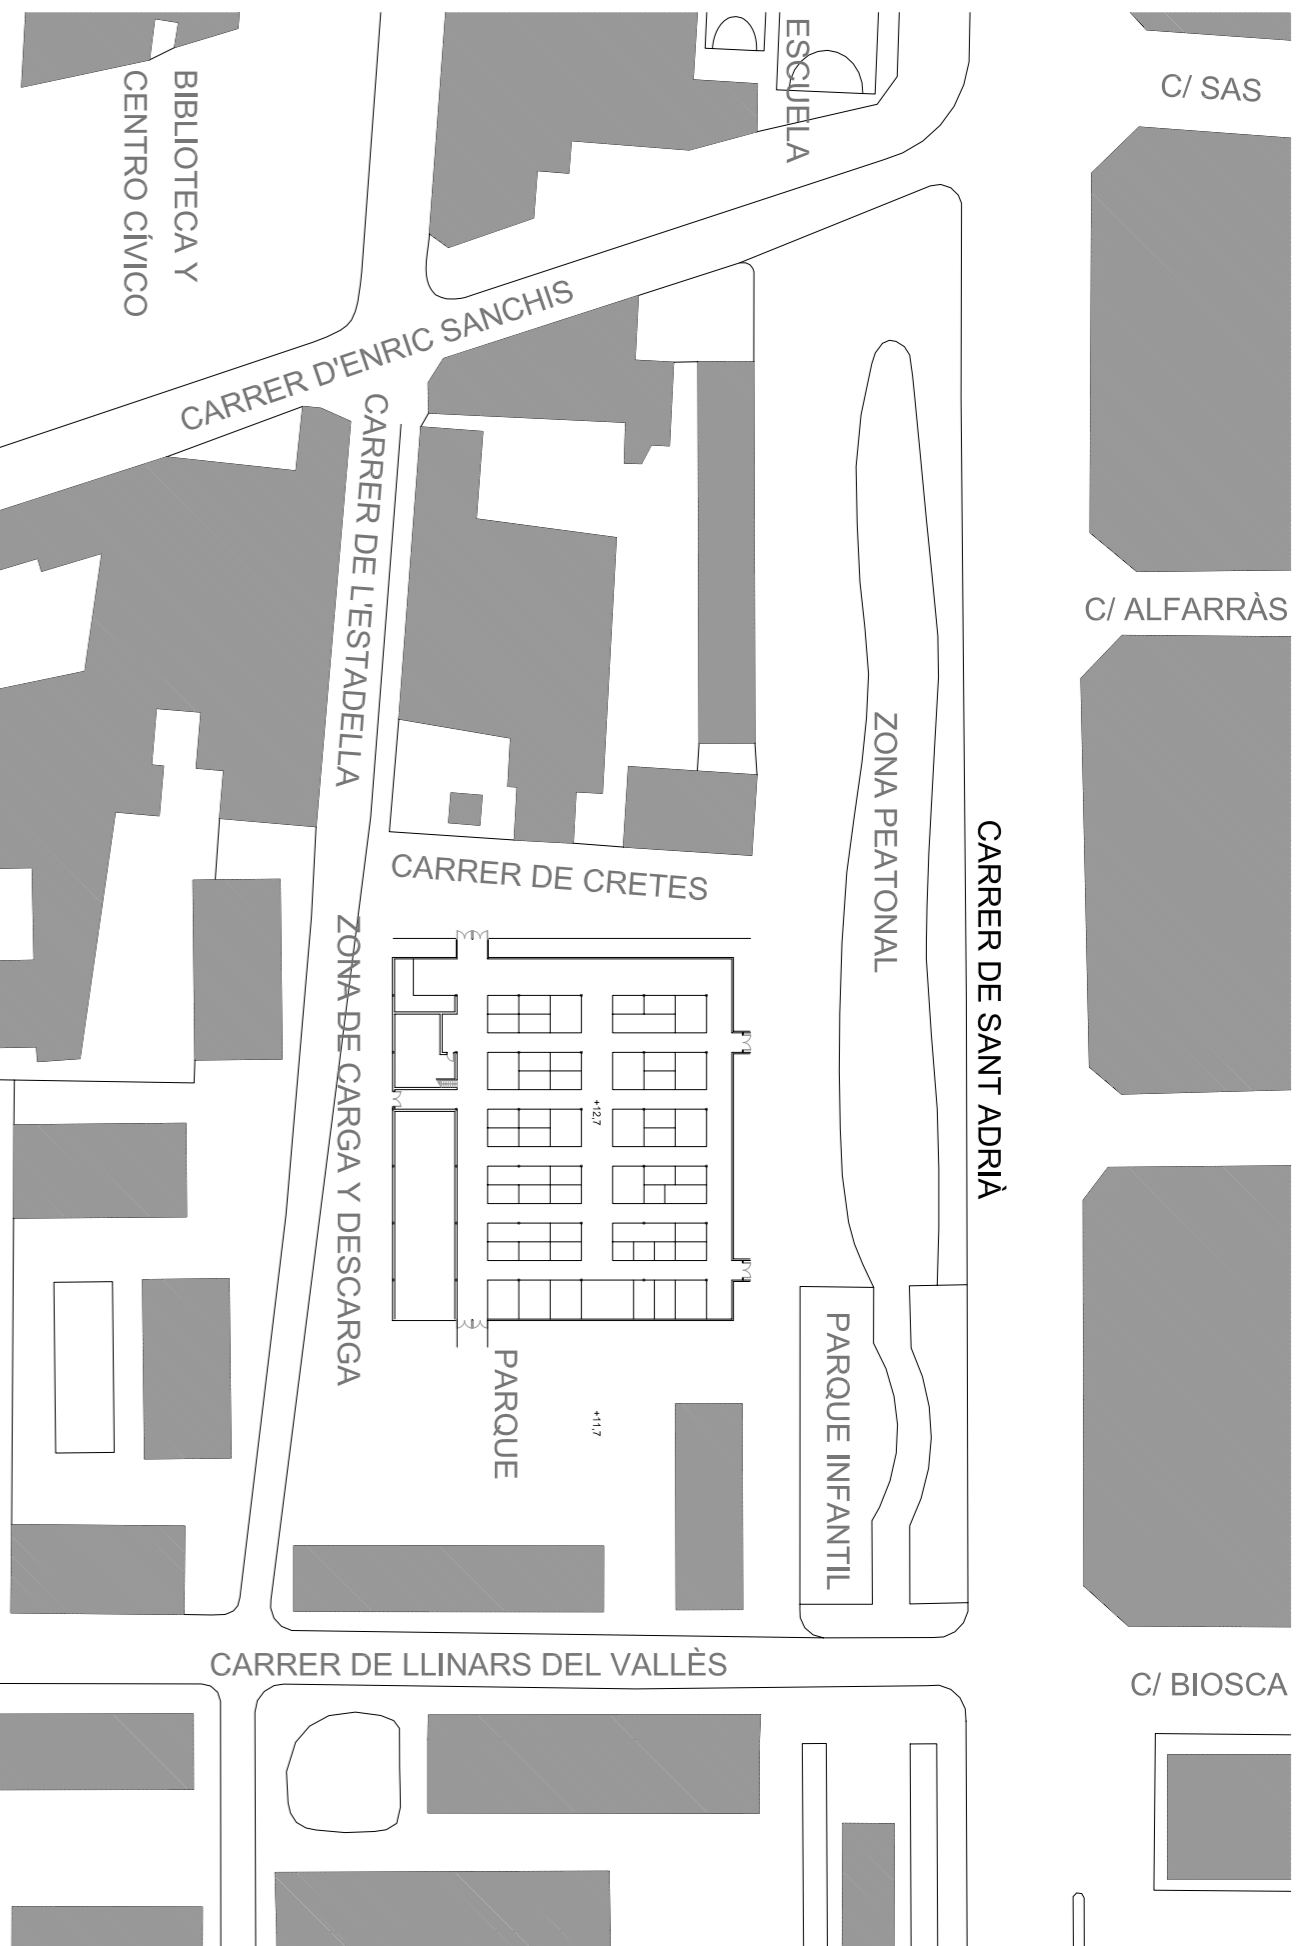 ESCUELA
C/ SAS
BIBLIOTECA Y
CENTRO CÍVICO
CARRER D'ENRIC SANCHIS
CARRER DE L'ESTADELLA
C/ ALFARRÀS
ZONA PEATONAL
CARRER DE SANT ADRIÀ
CARRER DE CRETES
ZONA DE CARGA Y DESCARGA
+12,7
PARQUE
+11,7
PARQUE INFANTIL
CARRER DE LLINARS DEL VALLÈS
C/ BIOSCA